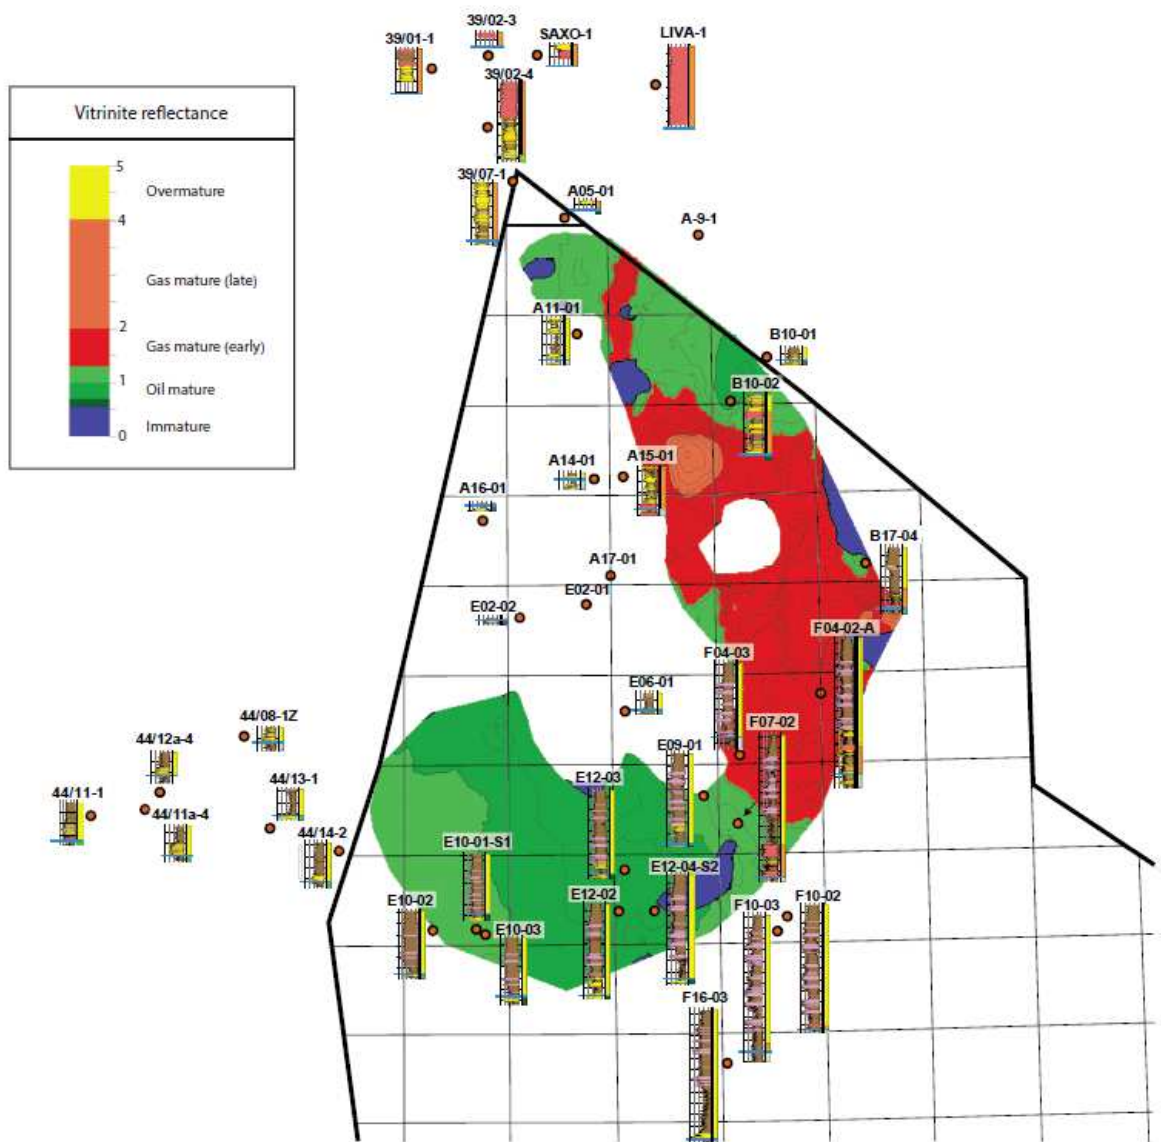 39/02-3
39/01-1
SAXO-1
LIVA-1
39/02-4
Vitrinite reflectance
5
Overmature
4
Gas mature (late)
2
Gas mature (early)
1
Oil mature
Immature
0
39/07-1
A05-01
A-9-1
A11-01
B10-01
B10-02
A14-01
A15-01
A16-01
B17-04
A17-01
E02-01
E02-02
F04-02-A
F04-03
E06-01
44/08-1Z
F07-02
44/12a-4
E09-01
E12-03
44/13-1
44/11-1
44/11a-4
44/14-2
E10-01-S1
E12-04-S2
E10-02
E12-02
F10-03
F10-02
E10-03
F16-03